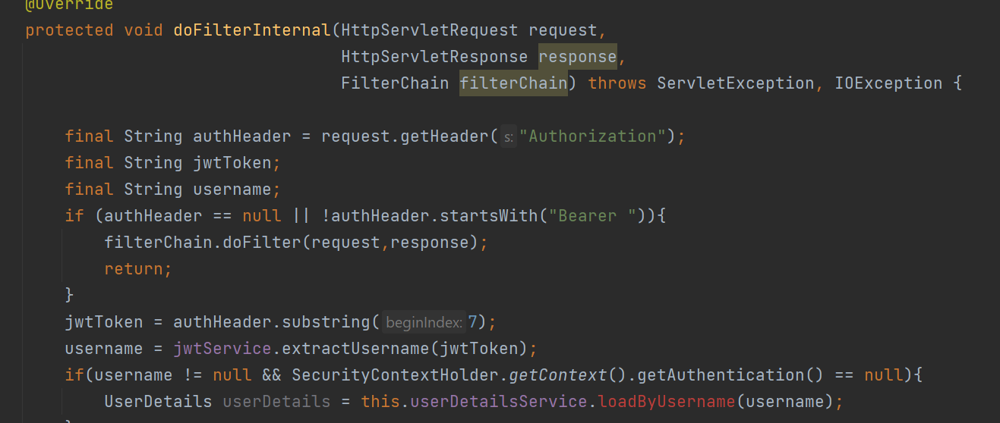 @Override
protected void doFilterInternal(HttpServletRequest request,
HttpServletResponse response,
FilterChain filterChain) throws ServletException, IOException {
final String authHeader = request.getHeader( s: "Authorization");
final String jwtToken;
final String username;
if (authHeader == null || !authHeader.startsWith("Bearer ")){
filterChain.doFilter(request,response);
return;
}
jwtToken = authHeader.substring( beginIndex: 7);
username = jwtService.extractUsername(jwtToken);
if(username != null && SecurityContextHolder.getContext().getAuthentication() == null){
UserDetails userDetails = this.userDetailsService.loadByUsername(username);
}